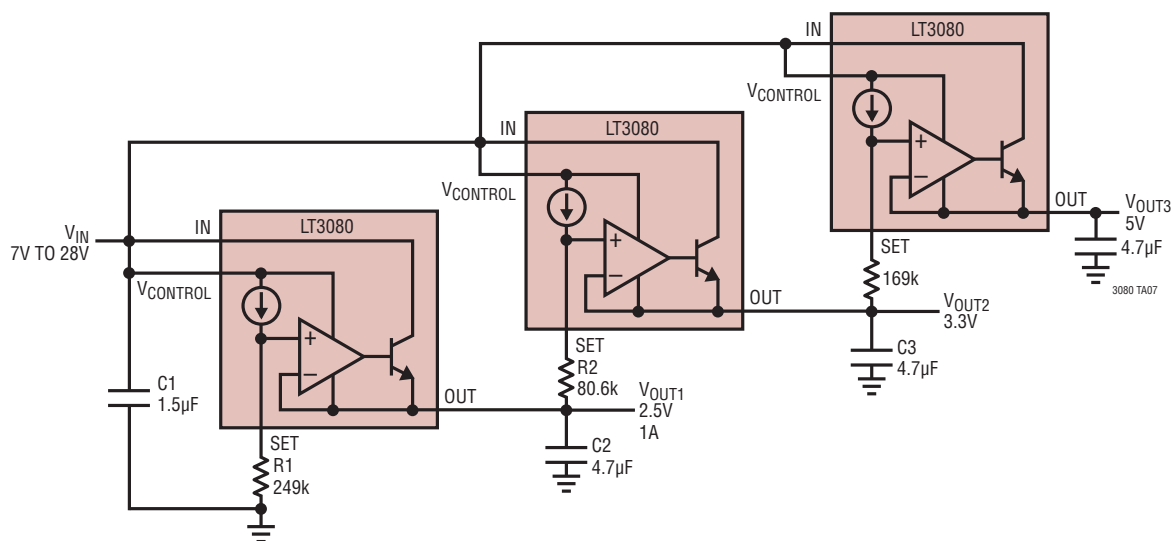 IN
LT3080
VCONTROL
IN
LT3080
VCONTROL
SET
169k
OUT
VOUT3
5V
4.7µF
3080 TA07
VIN
7V TO 28V
IN
LT3080
VCONTROL
SET
R2
80.6k
OUT
VOUT2
3.3V
C3
4.7µF
C1
1.5µF
SET
R1
249k
OUT
VOUT1
2.5V
1A
C2
4.7µF
+
–
+
–
+
–